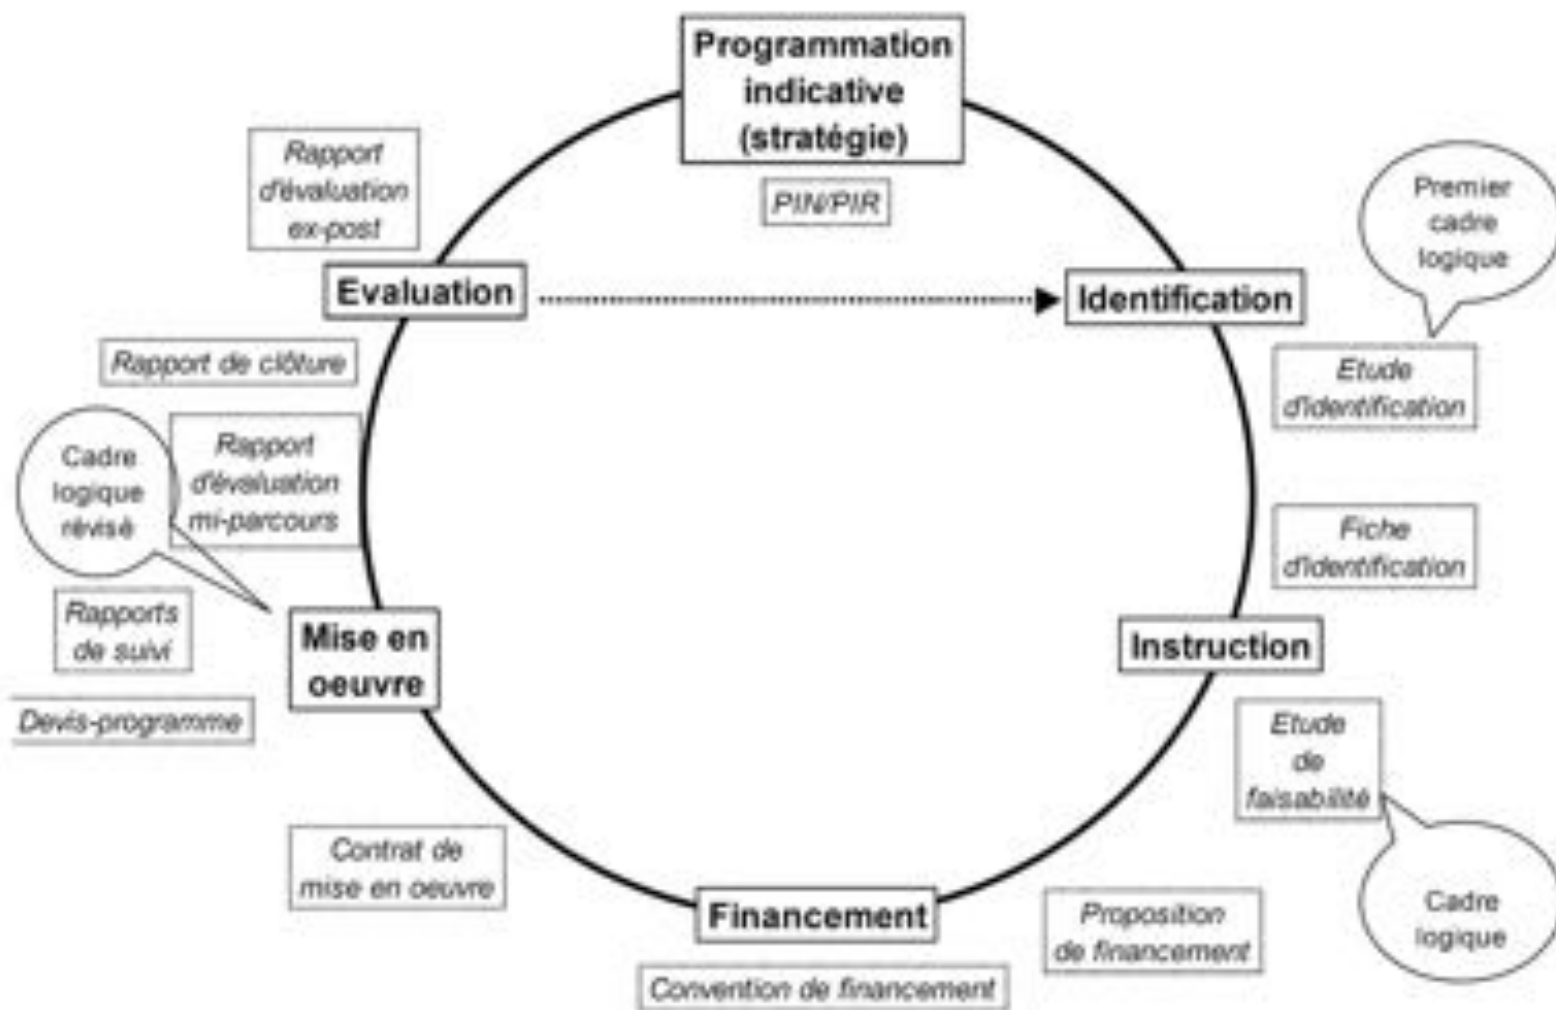 Programmation
indicative
(stratégie)
PIN/PIR
Rapport
d'évaluation
ex-post
Premier
cadre
logique
Evaluation
Identification
Rapport de clôture
Etude
d'identification
Cadre
logique
révisé
Rapport
d'évaluation
mi-parcours
Fiche
d'identification
Rapports
de suivi
Mise en
oeuvre
Instruction
Devis-programme
Etude
de
faisabilité
Contrat de
mise en oeuvre
Financement
Proposition
de financement
Cadre
logique
Convention de financement